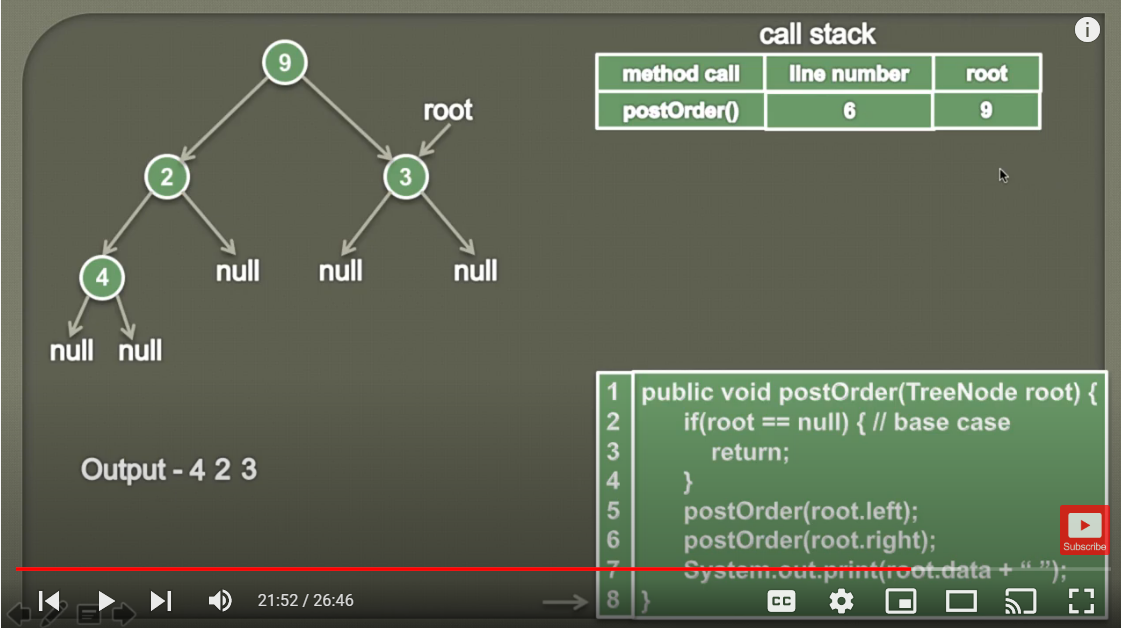 call stack
method call line number root
postOrder() 6 9
9
root
2
3
4
null
null
null
null
null
Output - 4 2 3
1 public void postOrder(TreeNode root) {
2 if(root == null) { // base case
3 return;
4 }
5 postOrder(root.left);
6 postOrder(root.right);
7 System.out.print(root.data + “ ”);
8 }
Subscribe
21:52 / 26:46
CC